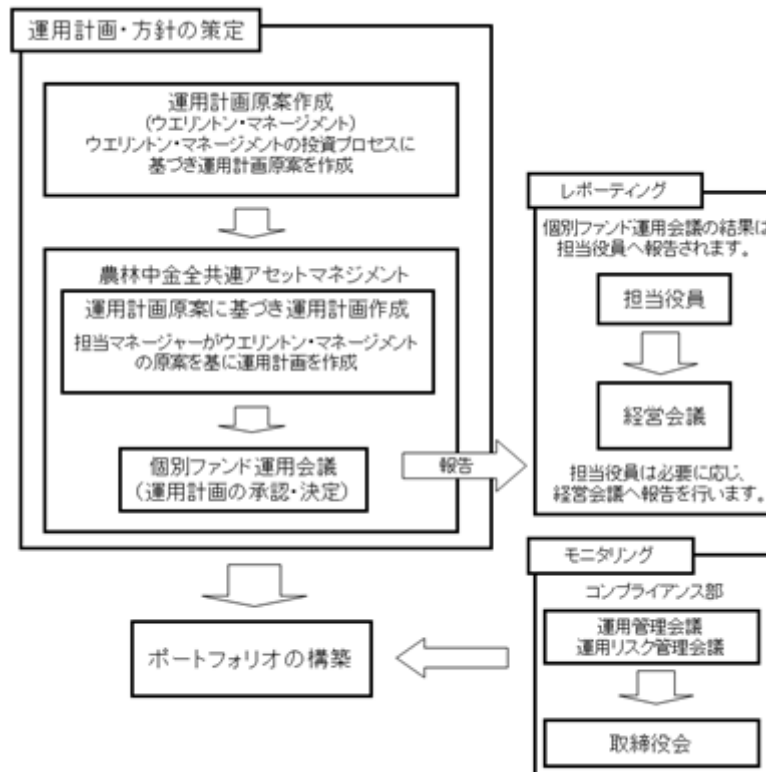 運用計画・方針の策定
運用計画原案作成
(ウエリントン・マネージメント)
ウエリントン・マネージメントの投資プロセスに
基づき運用計画原案を作成
農林中金全共連アセットマネジメント
運用計画原案に基づき運用計画作成
担当マネージャーがウエリントン・マネージメント
の原案を基に運用計画を作成
個別ファンド運用会議
(運用計画の承認・決定)
報告
レポーティング
個別ファンド運用会議の結果は
担当役員へ報告されます。
担当役員
経営会議
担当役員は必要に応じ、
経営会議へ報告を行います。
ポートフォリオの構築
モニタリング
コンプライアンス部
運用管理会議
運用リスク管理会議
取締役会